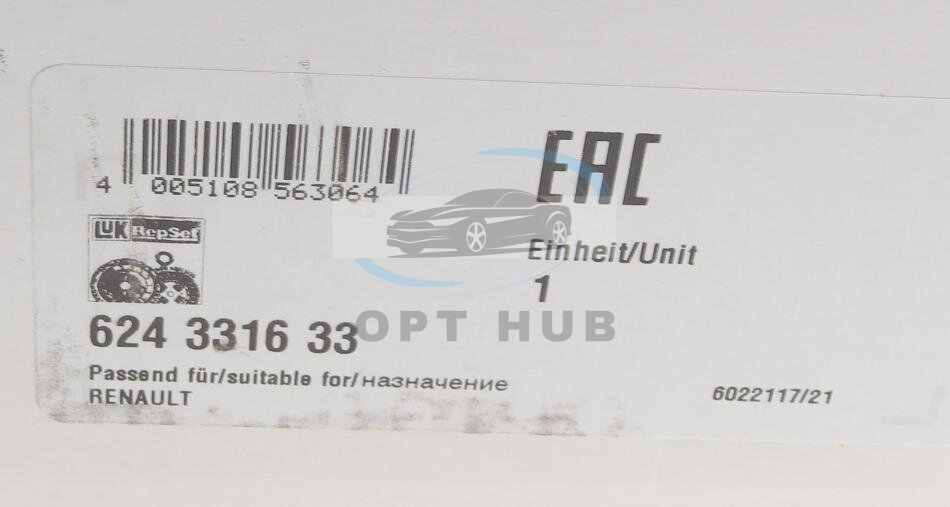 4 005108 563064
EAC
LUK RepSet
Einheit/Unit
1
624 3316 33
OPT HUB
Passend für/suitable for/назначение
RENAULT
6022117/21